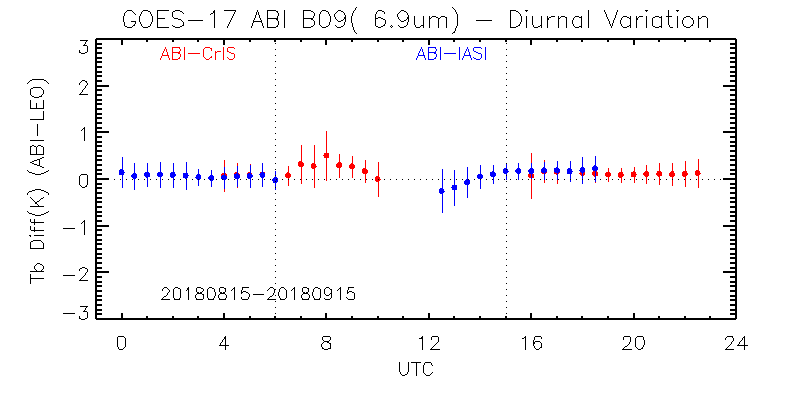 GOES-17 ABI B09( 6.9um) - Diurnal Variation
ABI-CrIS
ABI-IASI
3
2
1
0
-1
-2
-3
Tb Diff(K) (ABI-LEO)
20180815-20180915
0 4 8 12 16 20 24
UTC